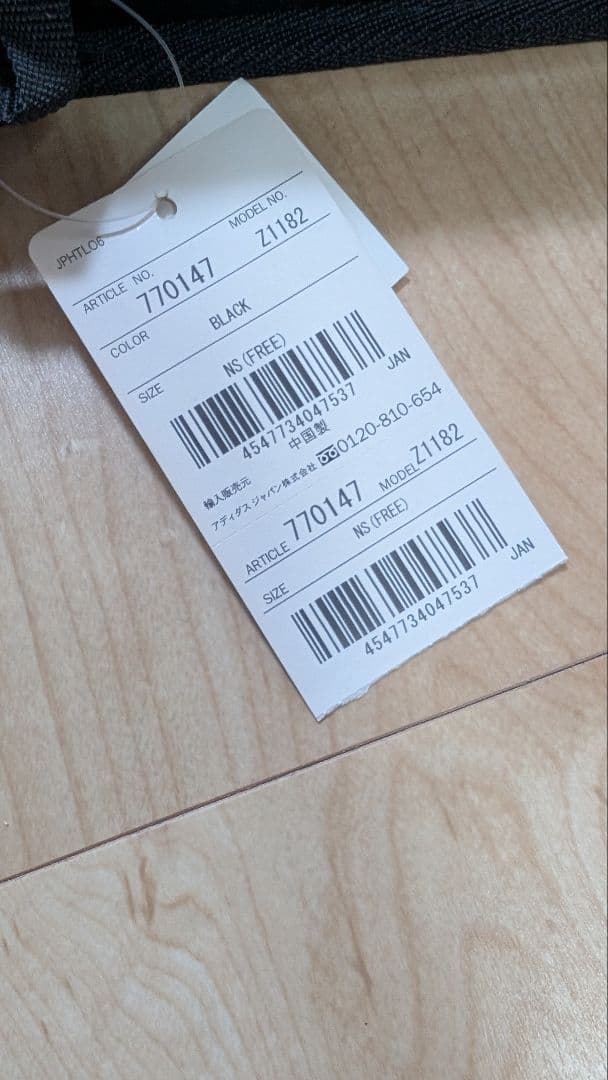 JPHTL06
ARTICLE NO. MODEL NO.
770147 Z1182
COLOR BLACK
SIZE NS(FREE)
4547734047537 JAN
中国製
輸入販売元
アディダス ジャパン株式会社 0120-810-654
ARTICLE 770147 MODEL Z1182
SIZE NS(FREE)
4547734047537 JAN